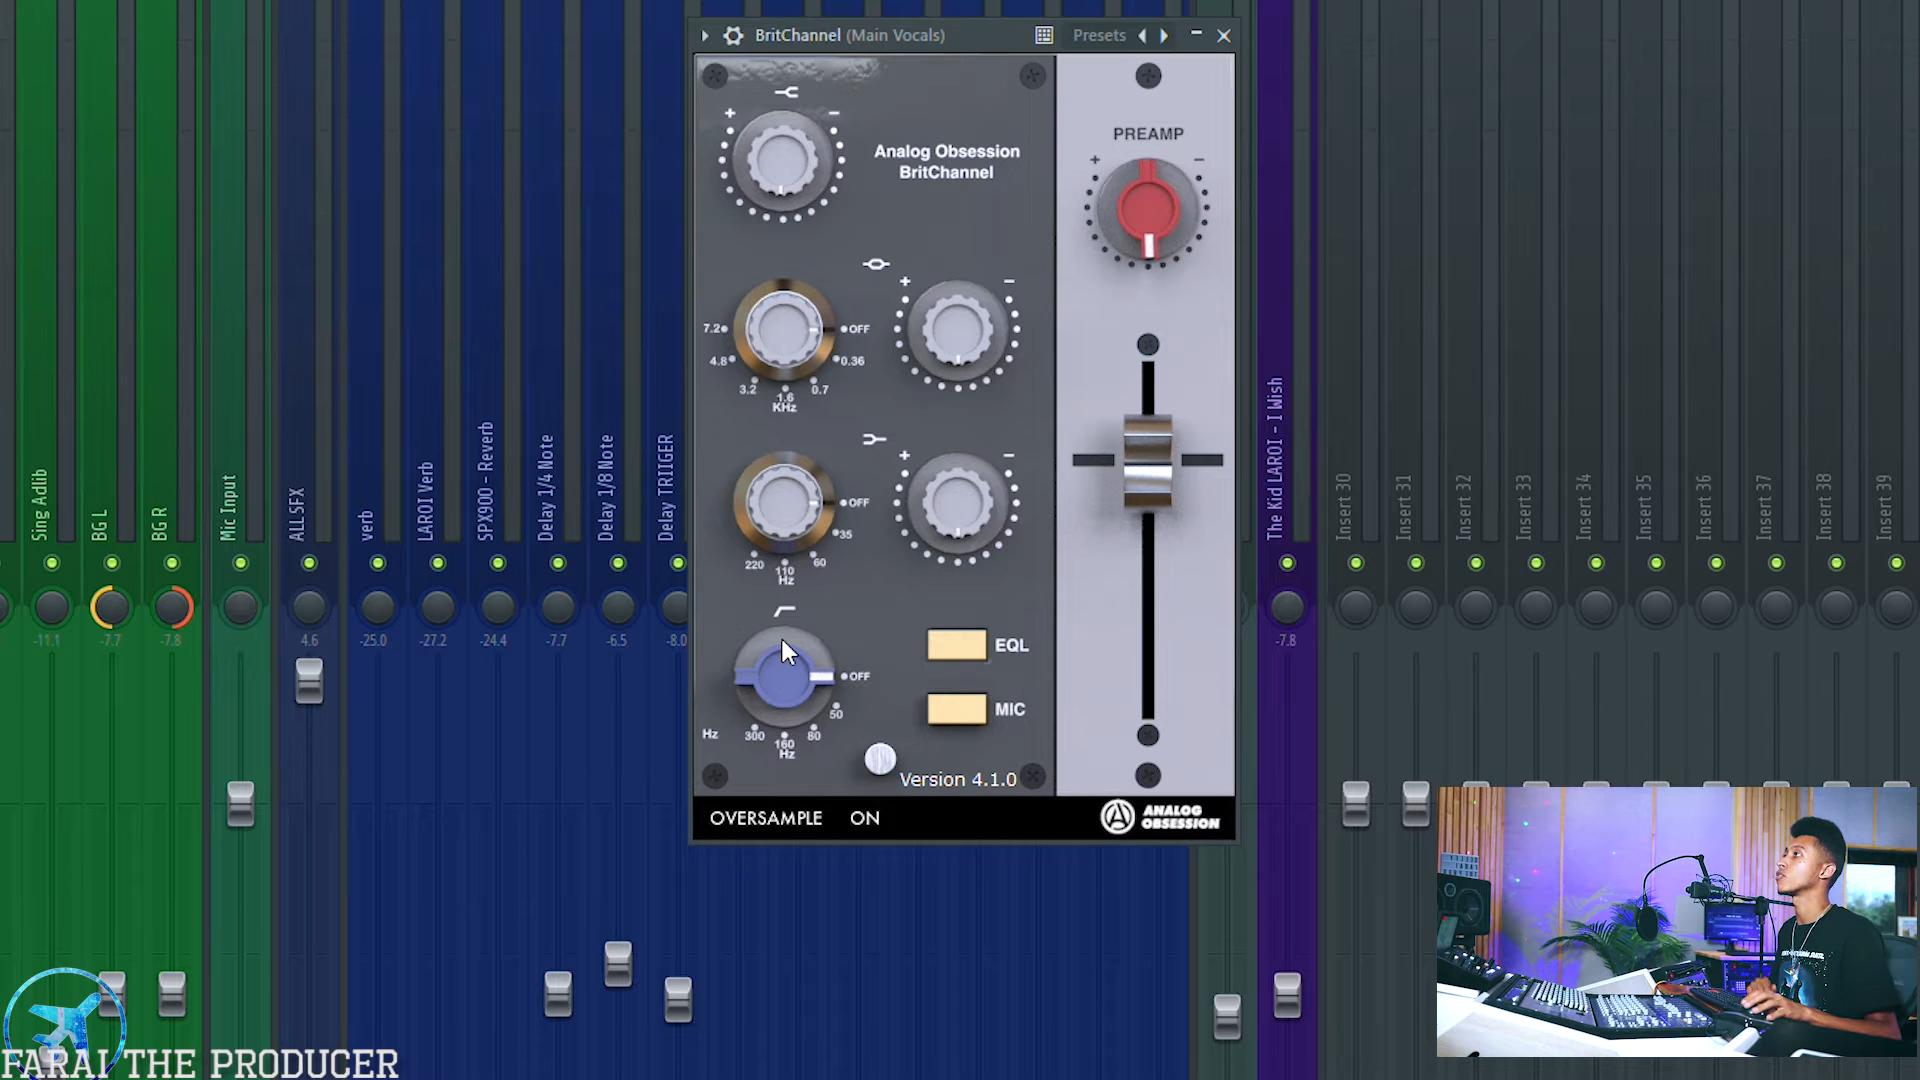 BritChannel (Main Vocals)
Presets
Analog Obsession
BritChannel
PREAMP
+
−
+
−
7.2
OFF
4.8
0.36
3.2
0.7
1.6
KHz
+
−
OFF
35
220
60
110
Hz
+
−
OFF
50
Hz
300
80
160
Hz
EQL
MIC
Version 4.1.0
OVERSAMPLE ON
ANALOG
OBSESSION
Sing Adlib
BG L
BG R
Mic Input
ALL SFX
verb
LAROI Verb
SPX900 - Reverb
Delay 1/4 Note
Delay 1/8 Note
Delay TRIIGER
The Kid LAROI - I Wish
Insert 30
Insert 31
Insert 32
Insert 33
Insert 34
Insert 35
Insert 36
Insert 37
Insert 38
Insert 39
-11.1
-7.7
-7.8
4.6
-25.0
-27.2
-24.4
-7.7
-6.5
-8.0
-7.8
FARAI THE PRODUCER